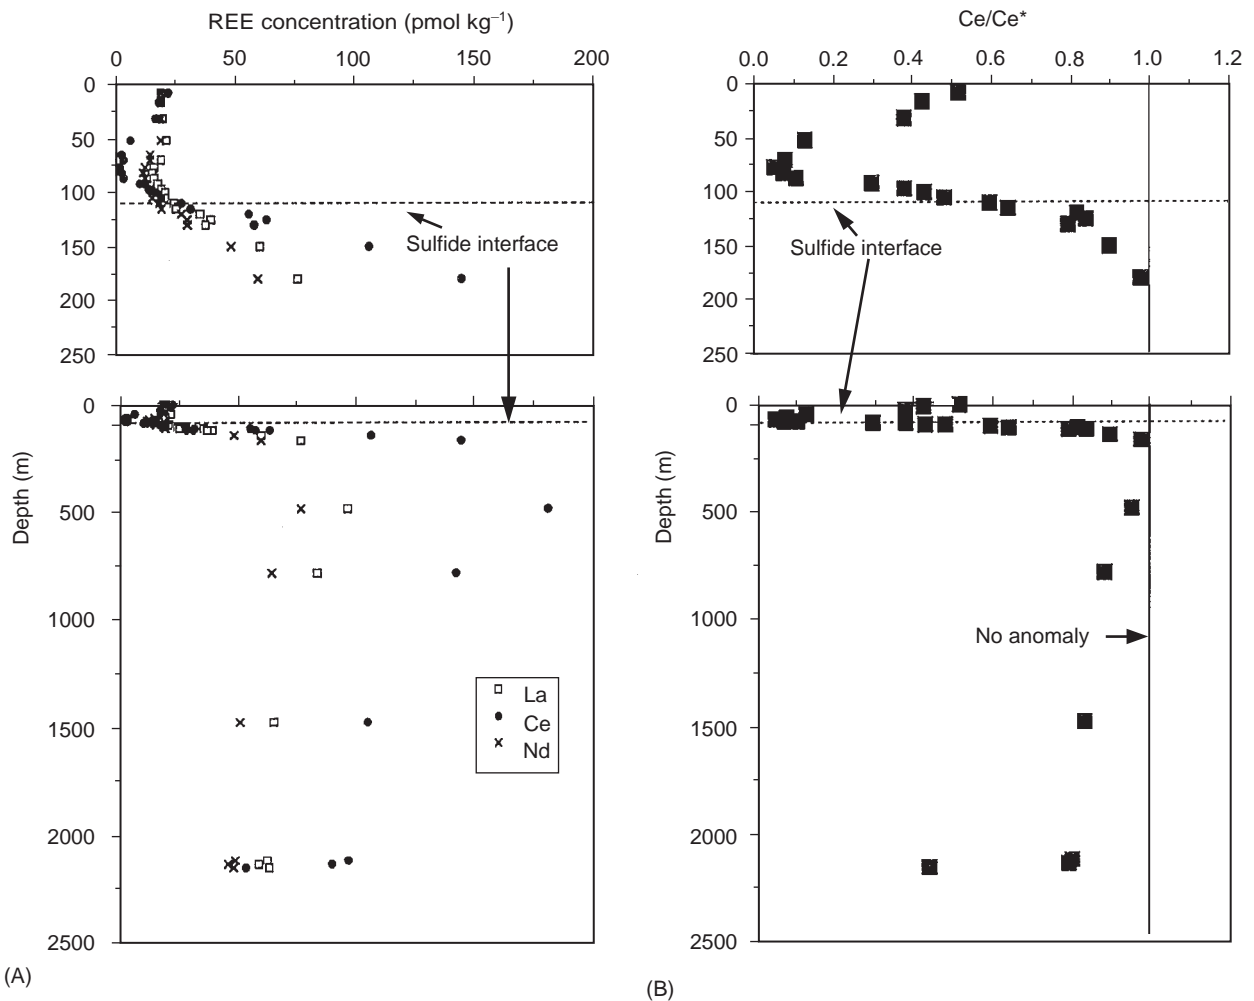 REE concentration (pmol kg⁻¹)
0 50 100 150 200
0
50
100
150
200
250
Sulfide interface
0
500
1000
1500
2000
2500
Depth (m)
La
Ce
Nd
(A)
Ce/Ce*
0.0 0.2 0.4 0.6 0.8 1.0 1.2
0
50
100
150
200
250
Sulfide interface
0
500
1000
1500
2000
2500
Depth (m)
No anomaly
(B)